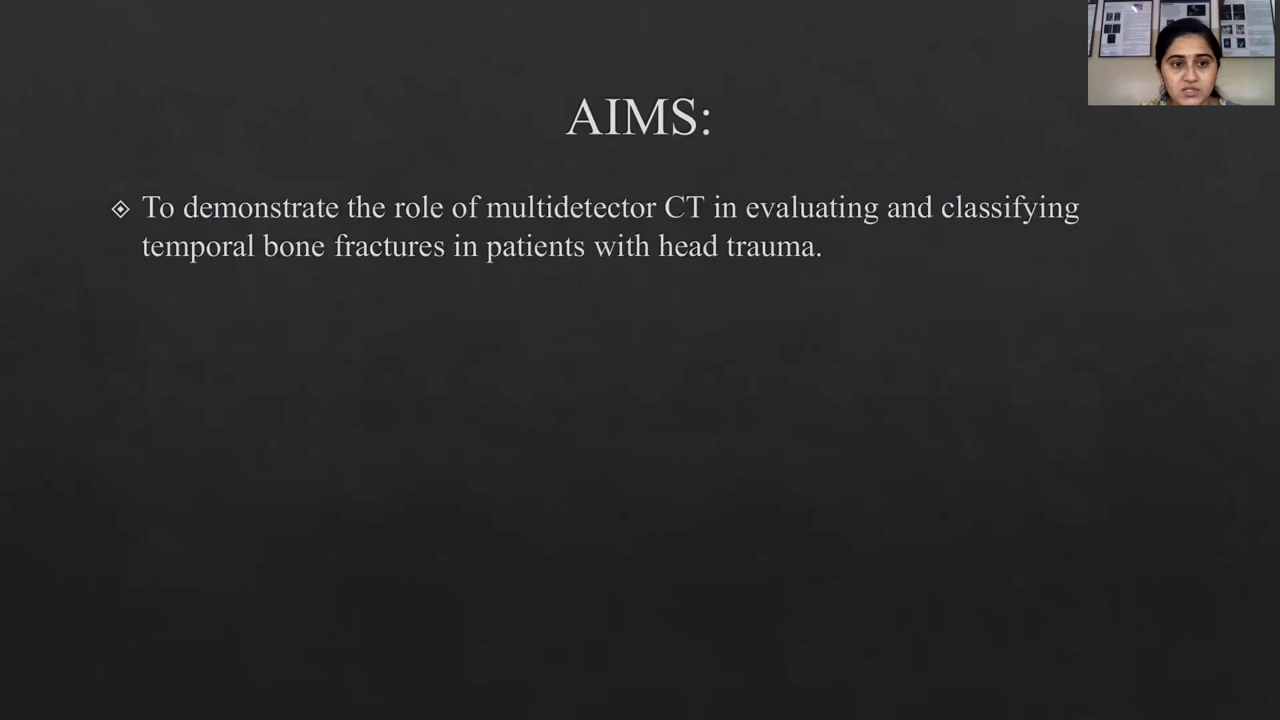 AIMS:
To demonstrate the role of multidetector CT in evaluating and classifying
temporal bone fractures in patients with head trauma.